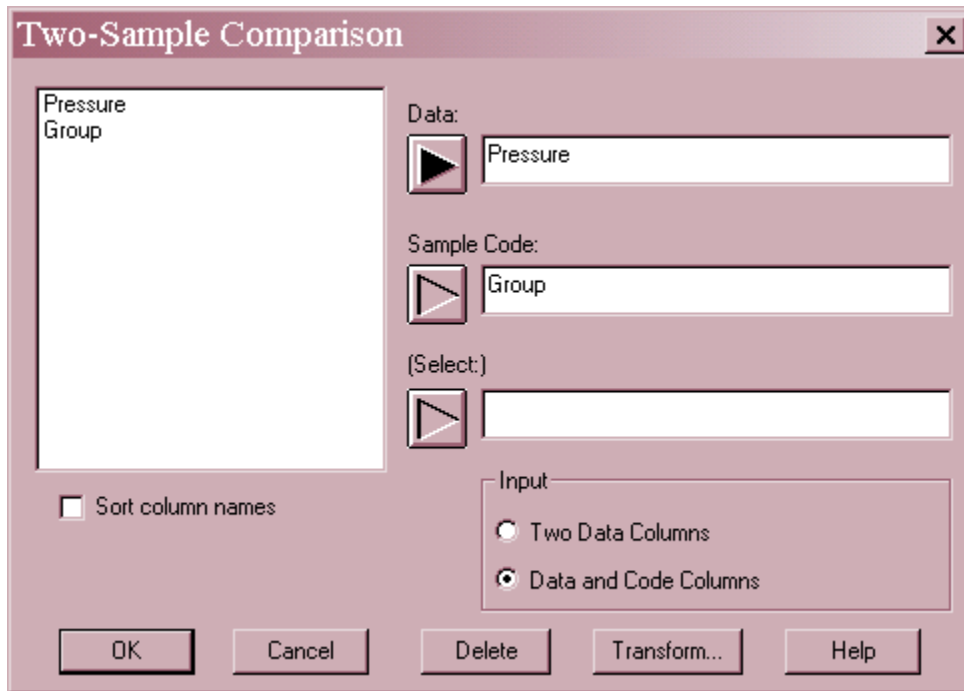 Two-Sample Comparison
Pressure
Group
Data:
Pressure
Sample Code:
Group
(Select:)
Sort column names
Input
Two Data Columns
Data and Code Columns
OK
Cancel
Delete
Transform...
Help